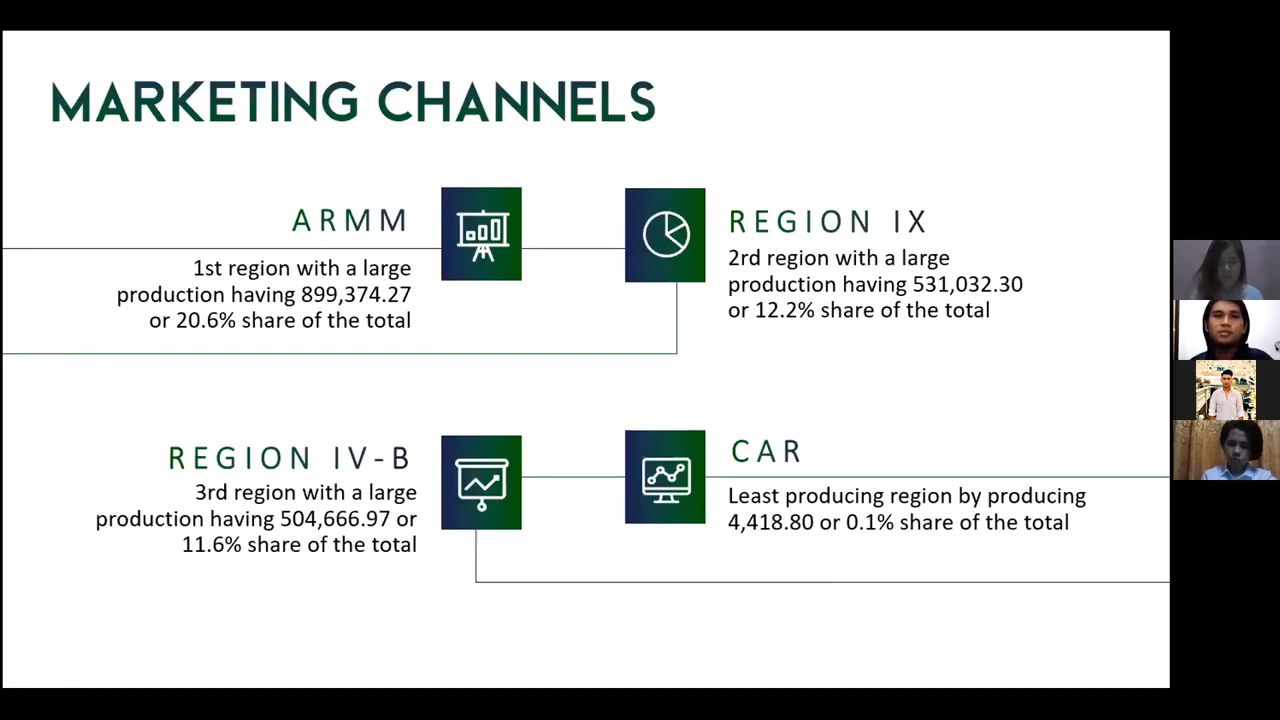 MARKETING CHANNELS
ARMM
1st region with a large
production having 899,374.27
or 20.6% share of the total
REGION IX
2rd region with a large
production having 531,032.30
or 12.2% share of the total
REGION IV-B
3rd region with a large
production having 504,666.97 or
11.6% share of the total
CAR
Least producing region by producing
4,418.80 or 0.1% share of the total